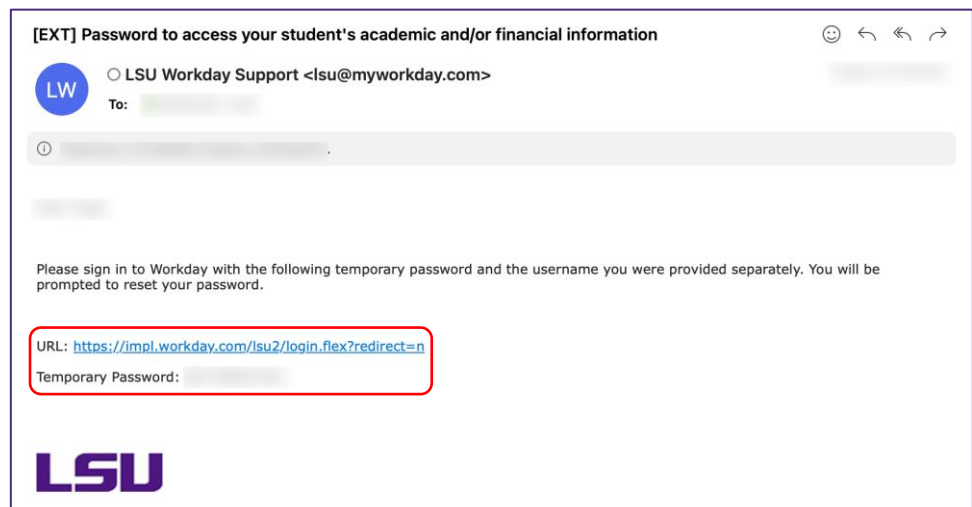 [EXT] Password to access your student's academic and/or financial information
LW
LSU Workday Support <lsu@myworkday.com>
To:
Please sign in to Workday with the following temporary password and the username you were provided separately. You will be
prompted to reset your password.
URL: https://impl.workday.com/lsu2/login.flex?redirect=n
Temporary Password:
LSU